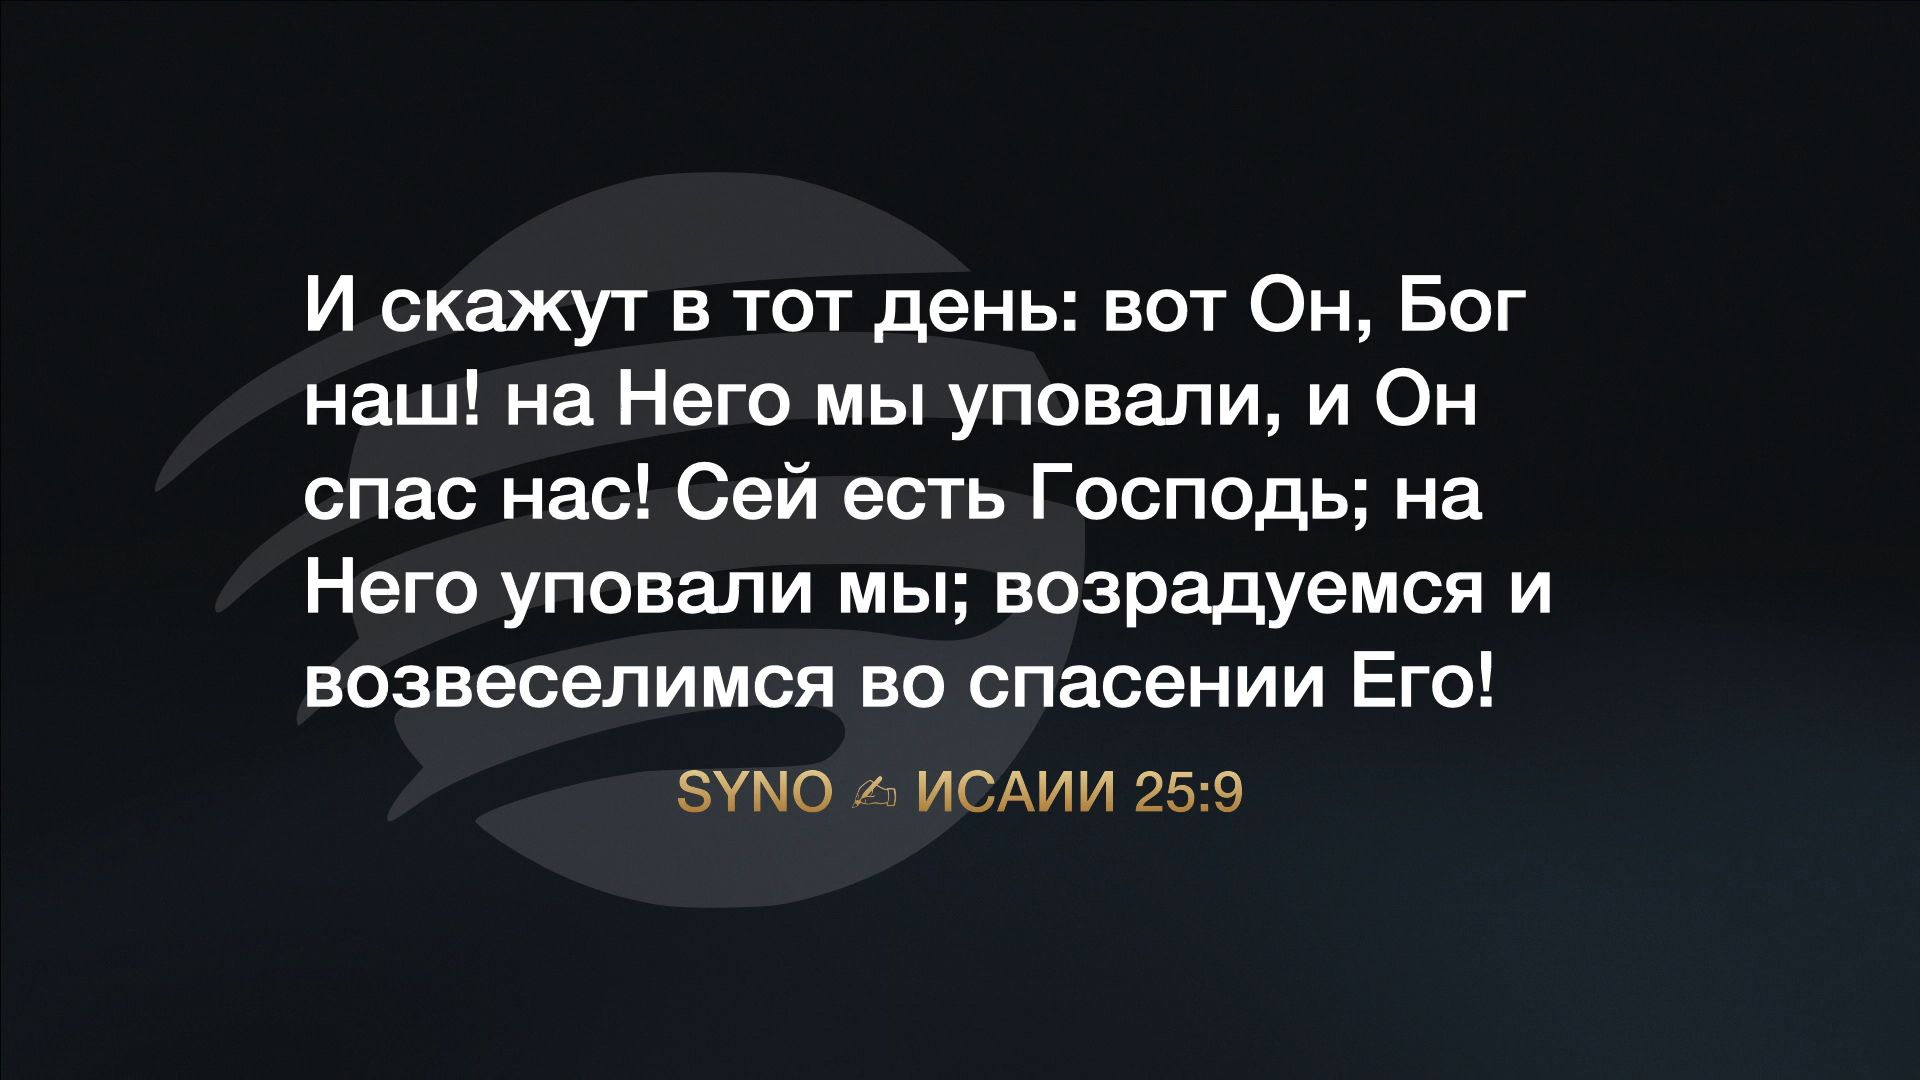 И скажут в тот день: вот Он, Бог
наш! на Него мы уповали, и Он
спас нас! Сей есть Господь; на
Него уповали мы; возрадуемся и
возвеселимся во спасении Его!
SYNO ✍ ИСАИИ 25:9